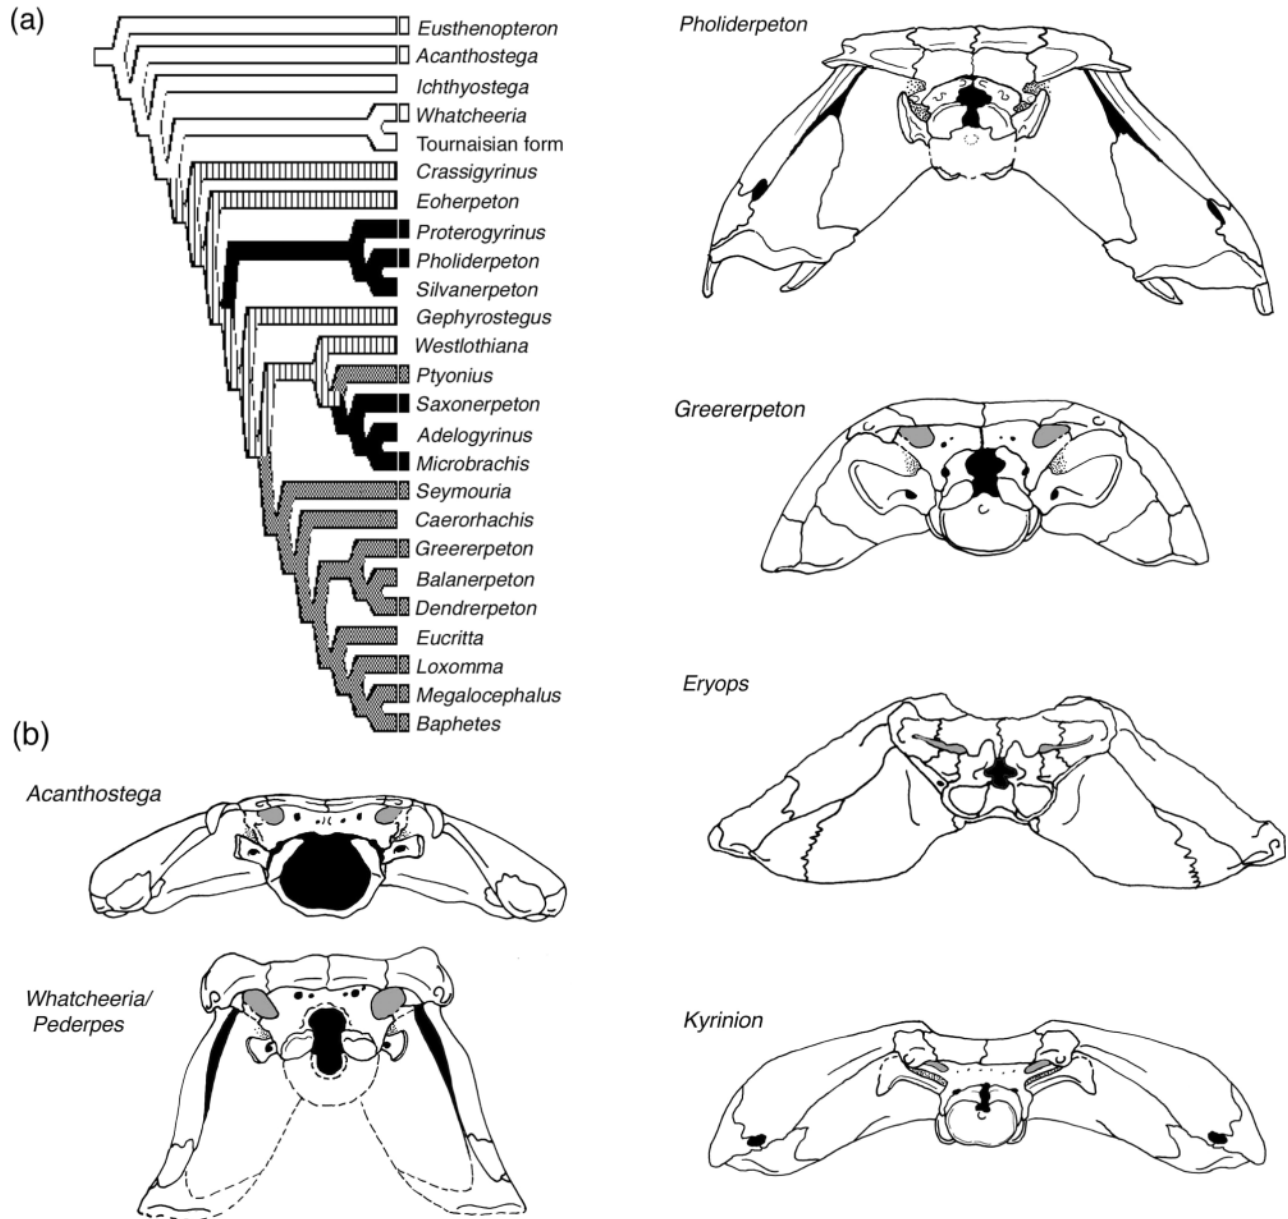 (a)
Eusthenopteron
Acanthostega
Ichthyostega
Whatcheeria
Tournaisian form
Crassigyrinus
Eoherpeton
Proterogyrinus
Pholiderpeton
Silvanerpeton
Gephyrostegus
Westlothiana
Ptyonius
Saxonerpeton
Adelogyrinus
Microbrachis
Seymouria
Caerorhachis
Greererpeton
Balanerpeton
Dendrerpeton
Eucritta
Loxomma
Megalocephalus
Baphetes
(b)
Acanthostega
Whatcheeria/
Pederpes
Pholiderpeton
Greererpeton
Eryops
Kyrinion